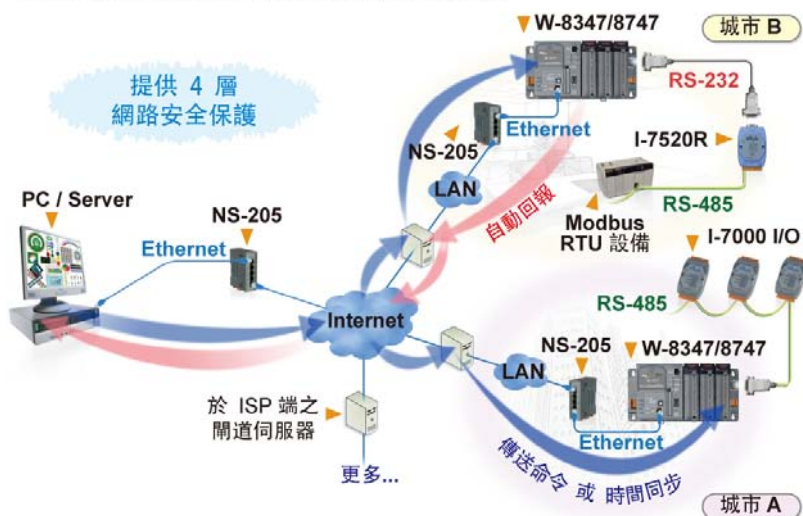 提供 4 層
網路安全保護
W-8347/8747
城市 B
RS-232
Ethernet
NS-205
I-7520R
LAN
RS-485
自動回報
Modbus
RTU 設備
PC / Server
NS-205
Ethernet
I-7000 I/O
RS-485
Internet
NS-205
W-8347/8747
LAN
於 ISP 端之
閘道伺服器
Ethernet
更多...
傳送命令 或 時間同步
城市 A